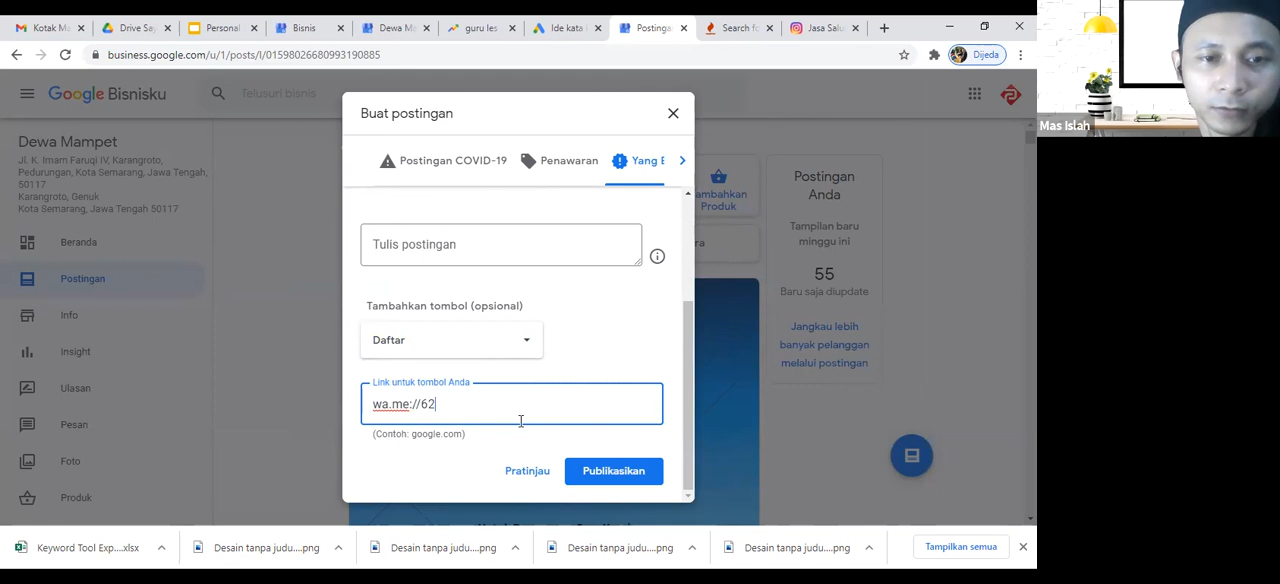 Kotak M
Drive Say
Personal
Bisnis
Dewa M
guru les
Ide kata
Postinga
Search fo
Jasa Salu
business.google.com/u/1/posts/l/01598026680993190885
Dijeda
Google Bisnisku
Telusuri bisnis
Dewa Mampet
Jl. K. Imam Faruqi IV, Karangroto,
Pedurungan, Kota Semarang, Jawa Tengah,
50117
Karangroto, Genuk
Kota Semarang, Jawa Tengah 50117
Beranda
Postingan
Info
Insight
Ulasan
Pesan
Foto
Produk
Buat postingan
Postingan COVID-19
Penawaran
Yang B
Tulis postingan
Tambahkan tombol (opsional)
Daftar
Link untuk tombol Anda
wa.me://62
(Contoh: google.com)
Pratinjau
Publikasikan
ambahkan
Produk
ra
Postingan
Anda
Tampilan baru
minggu ini
55
Baru saja diupdate
Jangkau lebih
banyak pelanggan
melalui postingan
Mas Islah
Keyword Tool Exp....xlsx
Desain tanpa judu....png
Desain tanpa judu....png
Desain tanpa judu....png
Desain tanpa judu....png
Tampilkan semua